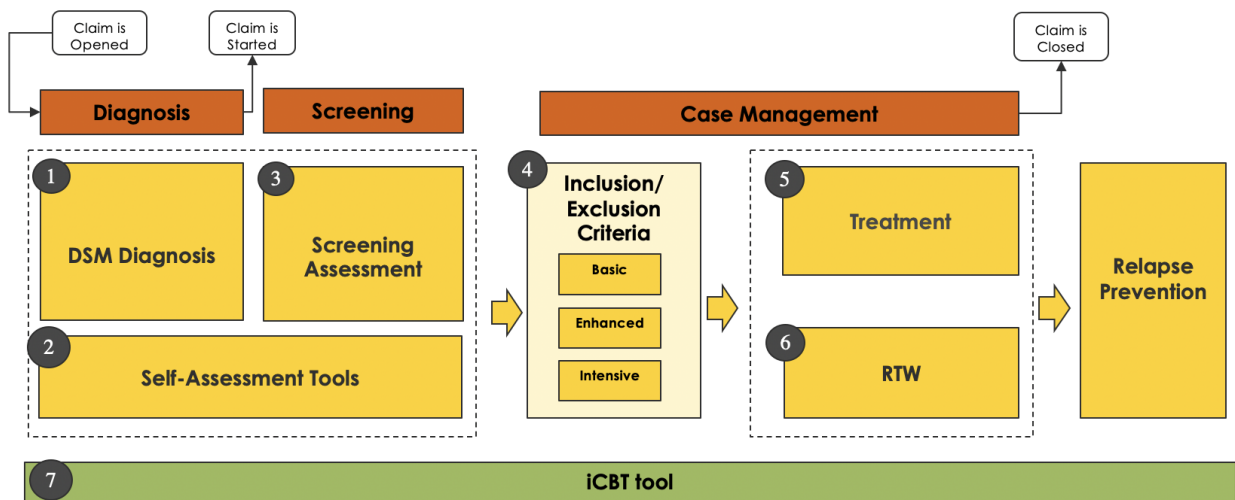 Claim is
Opened
Claim is
Started
Claim is
Closed
Diagnosis
Screening
Case Management
1
DSM Diagnosis
3
Screening
Assessment
2
Self-Assessment Tools
4
Inclusion/
Exclusion
Criteria
Basic
Enhanced
Intensive
5
Treatment
6
RTW
Relapse
Prevention
7
iCBT tool